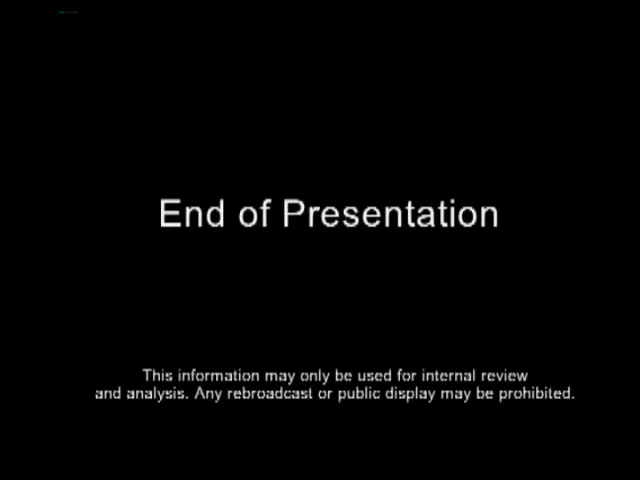 End of Presentation
This information may only be used for internal review
and analysis. Any rebroadcast or public display may be prohibited.